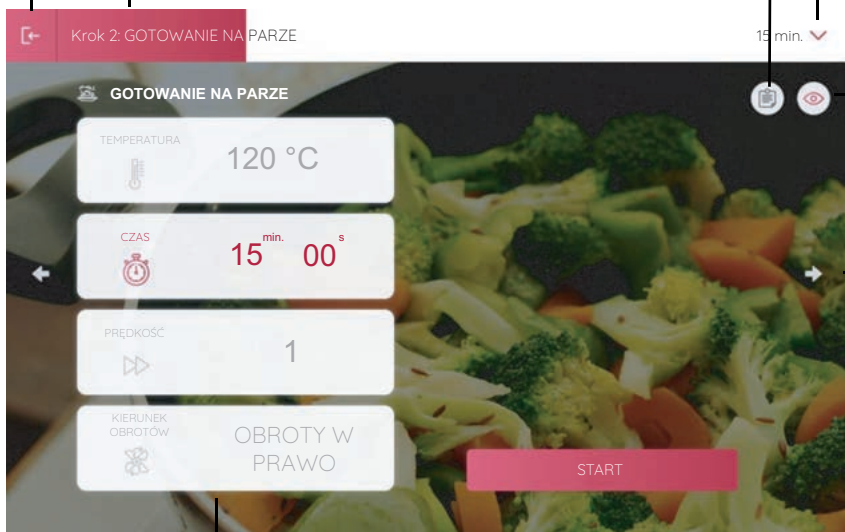 Krok 2: GOTOWANIE NA PARZE
15 min.
GOTOWANIE NA PARZE
TEMPERATURA
120 °C
CZAS
15 min. 00 s
PRĘDKOŚĆ
1
KIERUNEK
OBROTÓW
OBROTY W
PRAWO
START